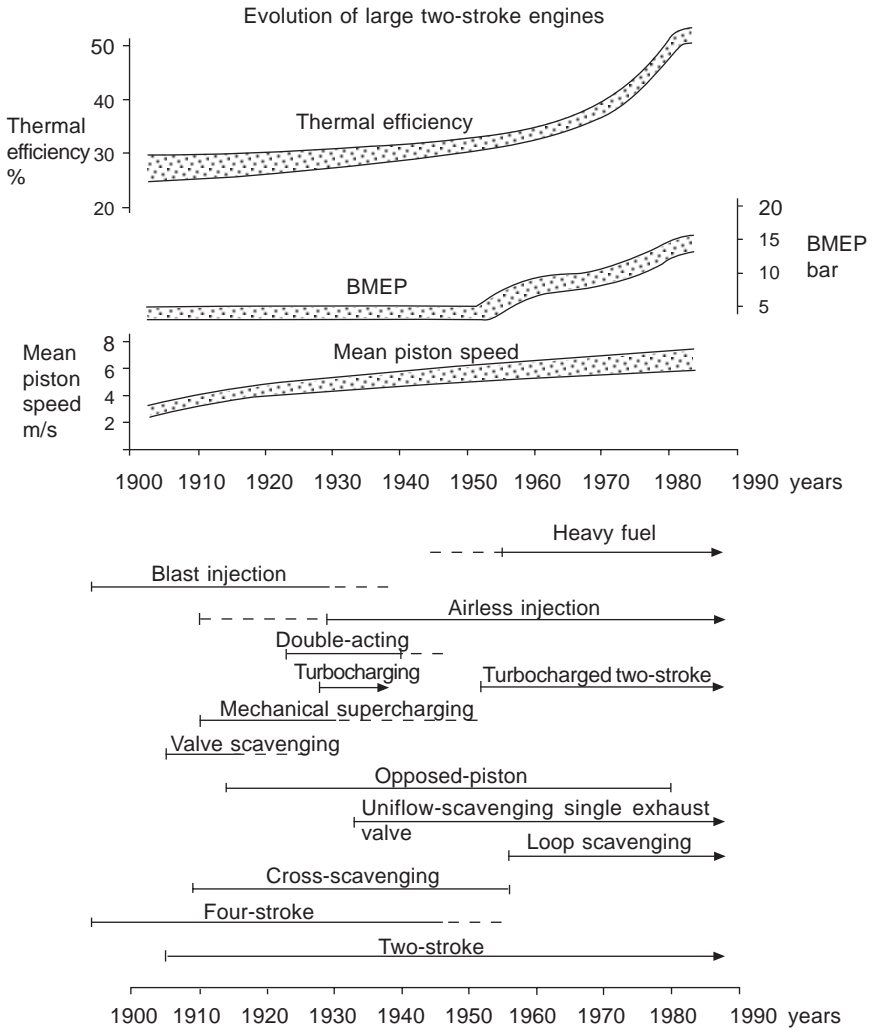 Evolution of large two-stroke engines
50
40
30
20
Thermal
efficiency
%
Thermal efficiency
20
15
10
5
BMEP
bar
BMEP
8
6
4
2
Mean
piston
speed
m/s
Mean piston speed
1900 1910 1920 1930 1940 1950 1960 1970 1980 1990 years
Heavy fuel
Blast injection
Airless injection
Double-acting
Turbocharging
Turbocharged two-stroke
Mechanical supercharging
Valve scavenging
Opposed-piston
Uniflow-scavenging single exhaust
valve
Loop scavenging
Cross-scavenging
Four-stroke
Two-stroke
1900 1910 1920 1930 1940 1950 1960 1970 1980 1990 years